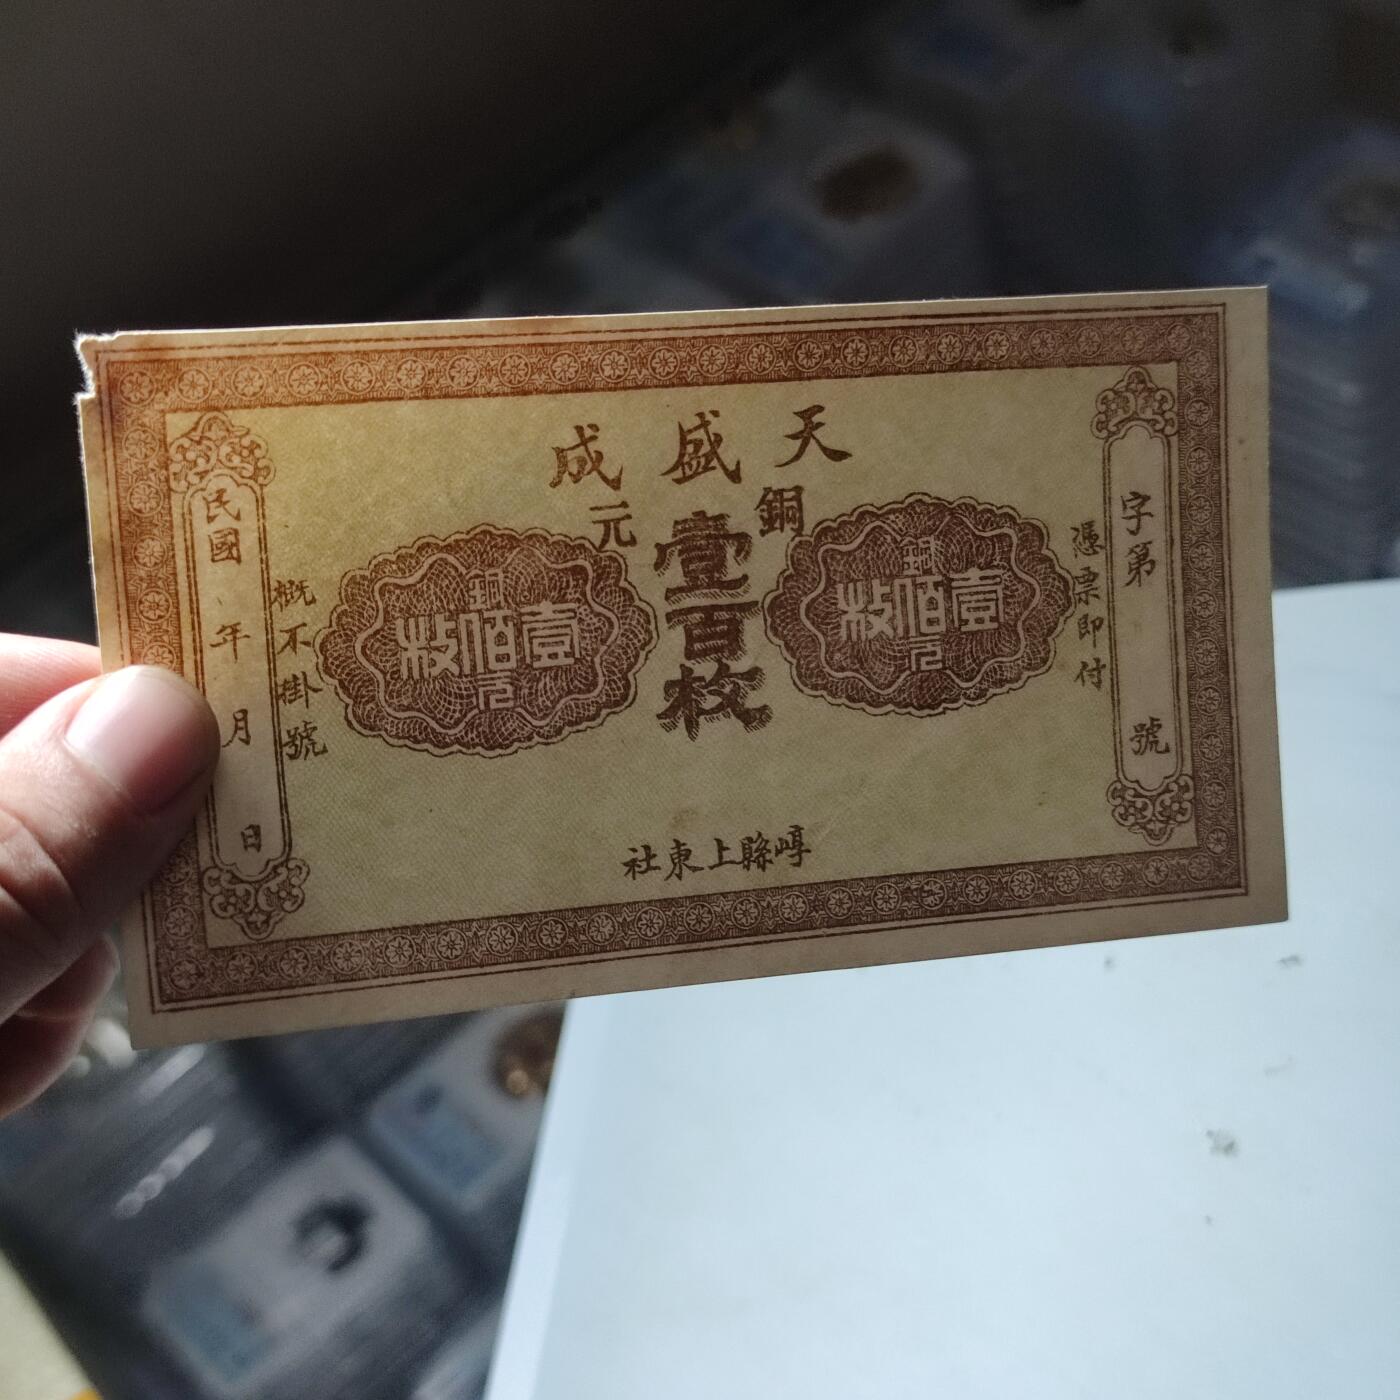 天盛成
銅元
壹百枚
銅元
壹佰枚
銅元
壹佰枚
憑票即付
字第 號
概不掛號
民國 年 月 日
崞縣上東社